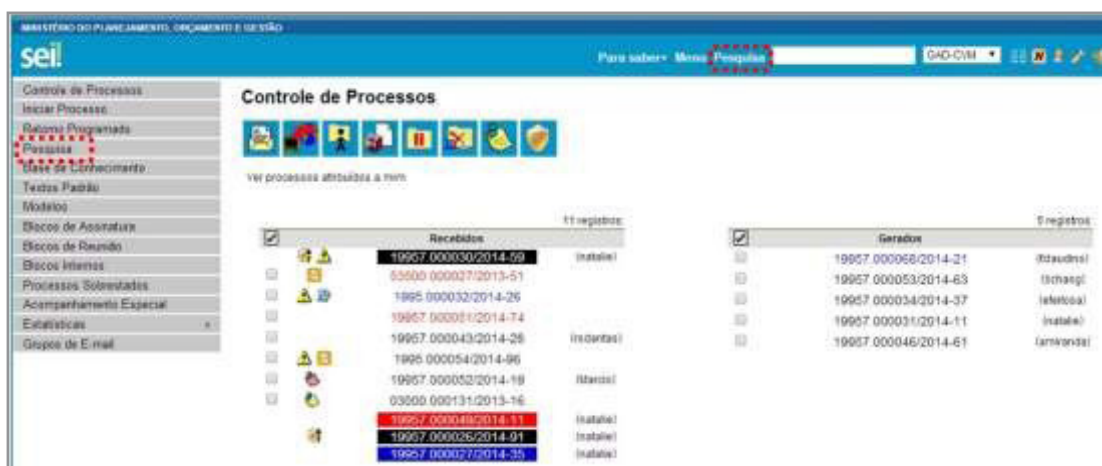 MINISTÉRIO DO PLANEJAMENTO, ORÇAMENTO E GESTÃO
sei!
Para saber+ Menu Pesquisa
GAD-CVM
Controle de Processos
Iniciar Processo
Retorno Programado
Pesquisa
Base de Conhecimento
Textos Padrão
Modelos
Blocos de Assinatura
Blocos de Reunião
Blocos Internos
Processos Sobrestados
Acompanhamento Especial
Estatísticas
Grupos de E-mail
Controle de Processos
Ver processos atribuídos a mim
11 registros:
Recebidos
19957.000030/2014-59 (natalie)
03500.000027/2013-51
1995.000032/2014-26
19957.000051/2014-74
19957.000043/2014-28
1995.000054/2014-96
19957.000052/2014-19
03000.000131/2013-16
19957.000049/2014-11 (natalie)
19957.000026/2014-91 (natalie)
19957.000027/2014-35 (natalie)
5 registros:
Gerados
19957.000068/2014-21
19957.000053/2014-63
19957.000034/2014-37
19957.000031/2014-11 (natalie)
19957.000046/2014-61 (amiranda)